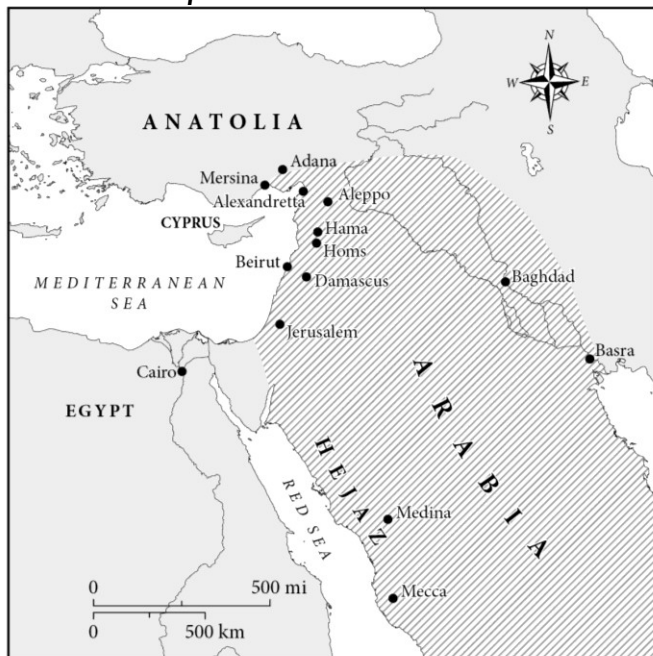 N
W E
S
ANATOLIA
Adana
Mersina
Alexandretta
Aleppo
CYPRUS
Hama
Homs
Beirut
MEDITERRANEAN
SEA
Damascus
Baghdad
Jerusalem
Basra
Cairo
EGYPT
ARABIA
HEJAZ
RED SEA
Medina
Mecca
0 500 mi
0 500 km